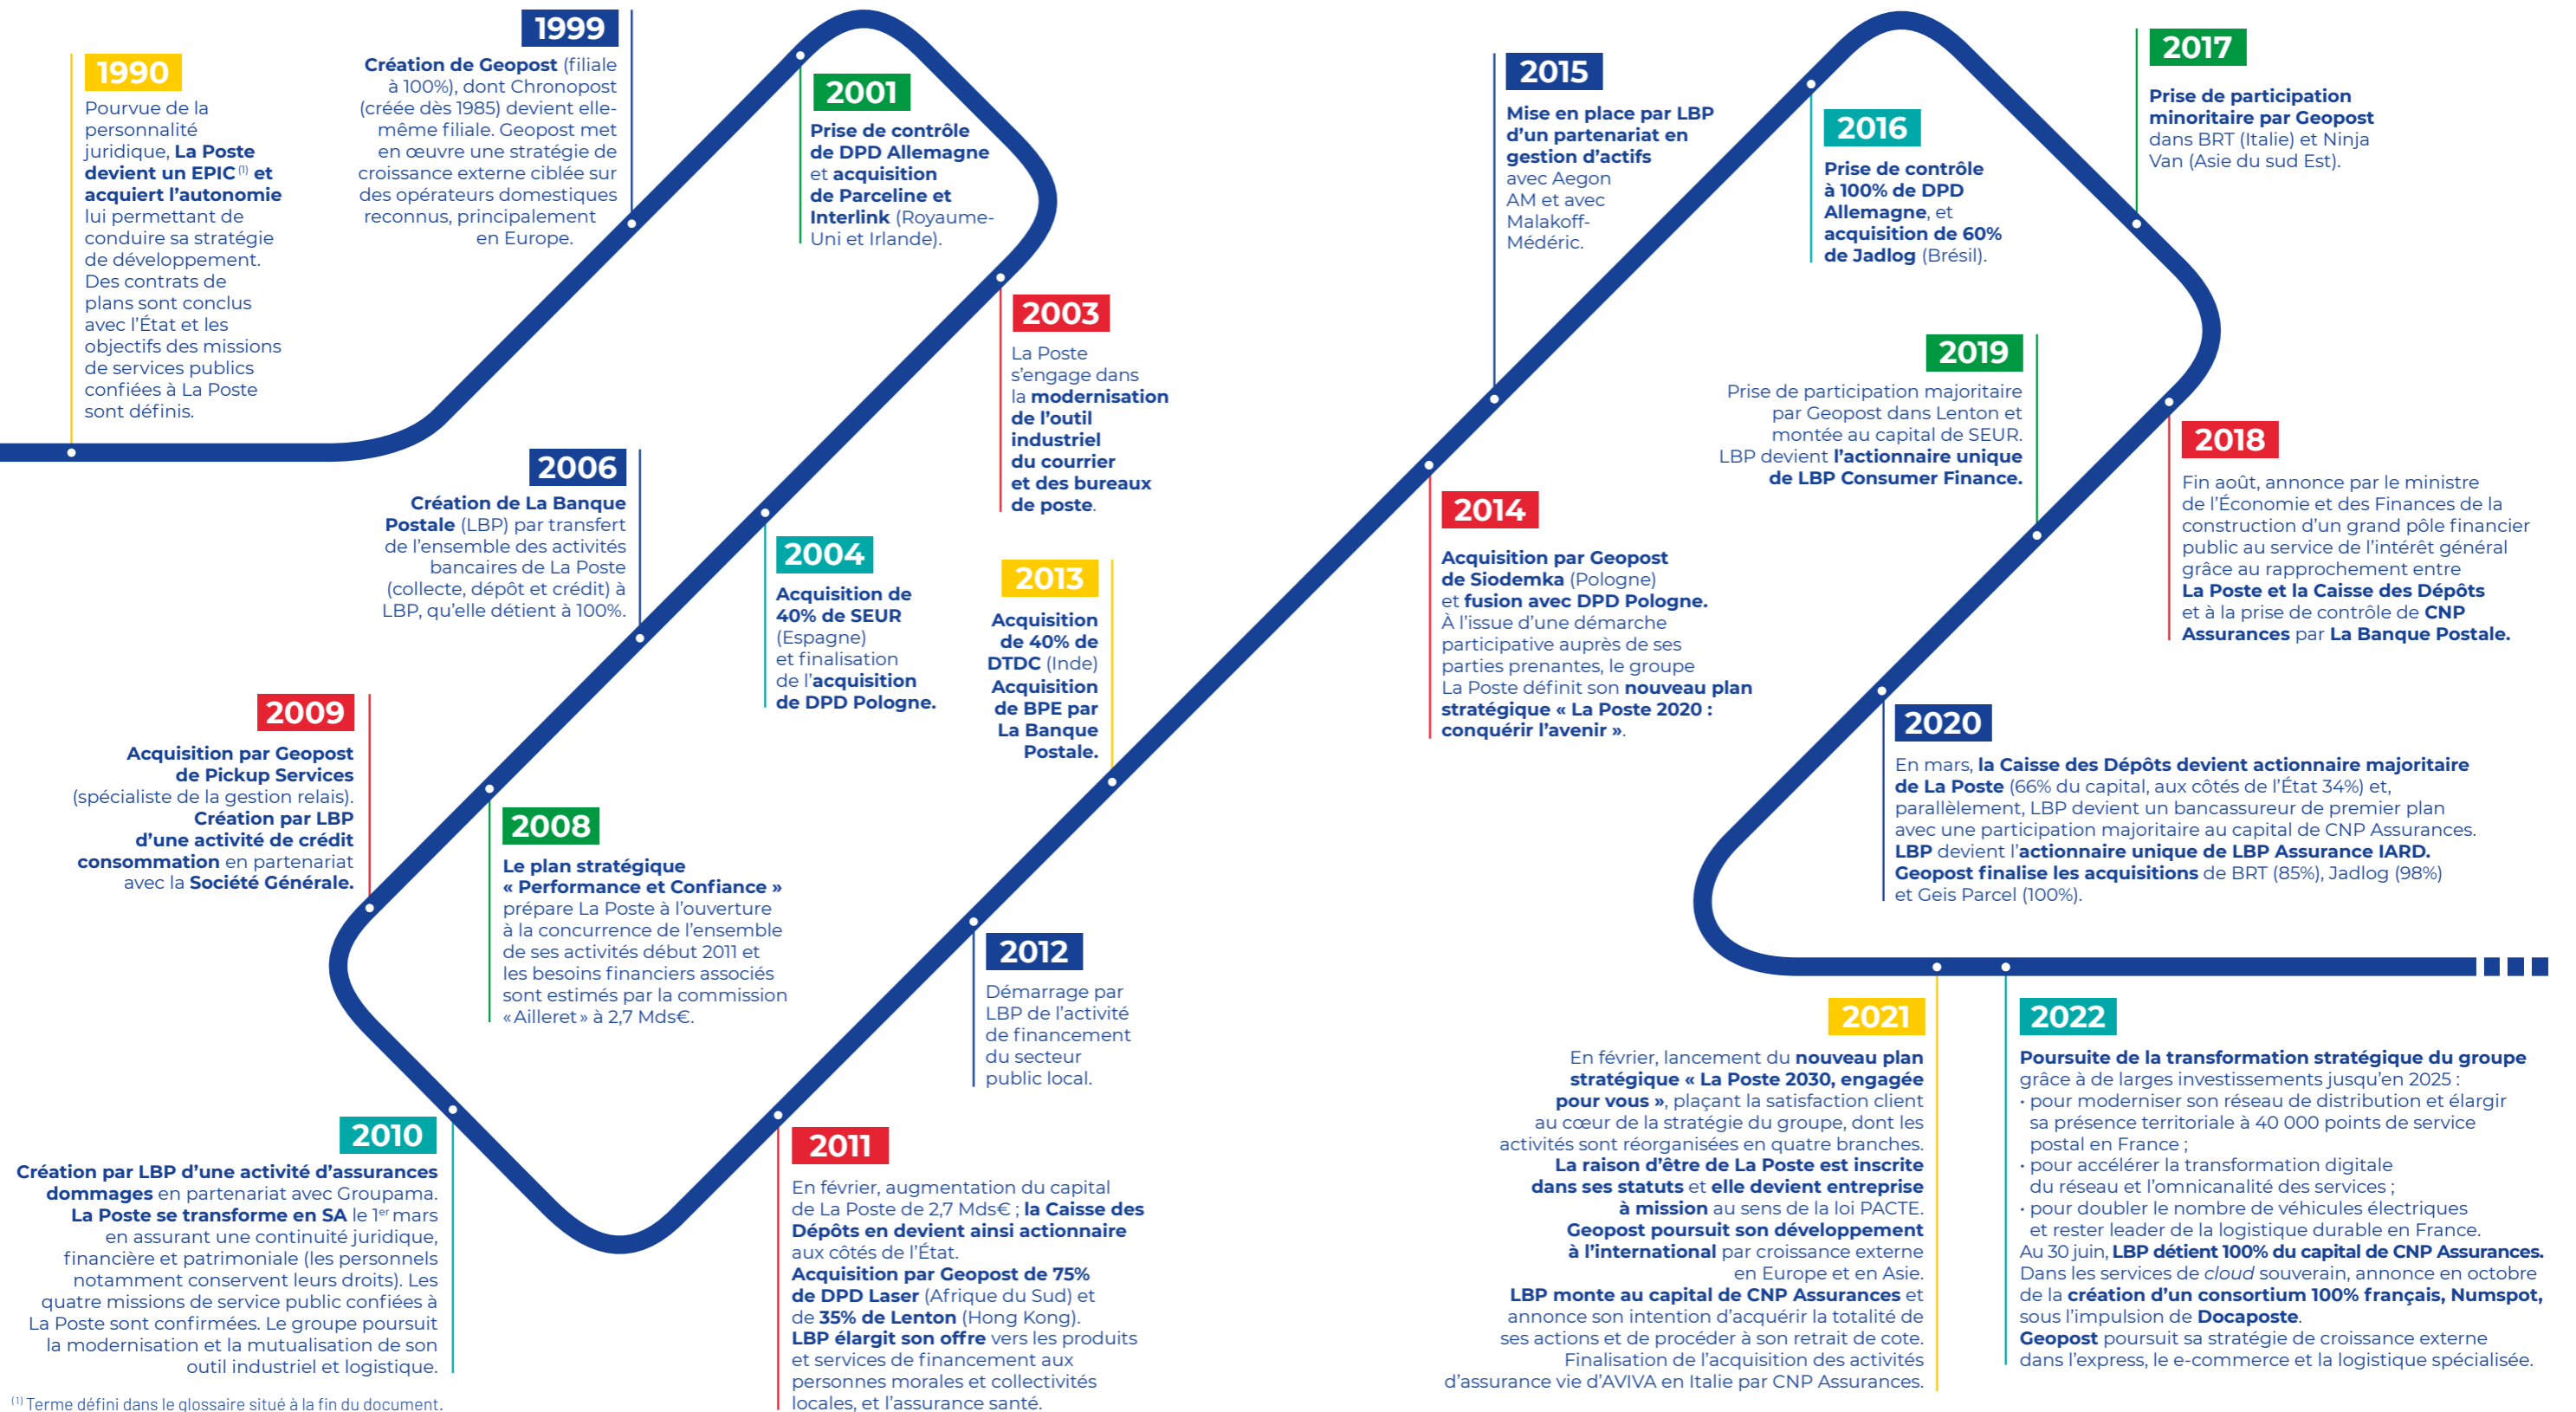 1990
Pourvue de la
personnalité
juridique, La Poste
devient un EPIC (1) et
acquiert l'autonomie
lui permettant de
conduire sa stratégie
de développement.
Des contrats de
plans sont conclus
avec l'État et les
objectifs des missions
de services publics
confiées à La Poste
sont définis.
1999
Création de Geopost (filiale
à 100%), dont Chronopost
(créée dès 1985) devient elle-
même filiale. Geopost met
en œuvre une stratégie de
croissance externe ciblée sur
des opérateurs domestiques
reconnus, principalement
en Europe.
2001
Prise de contrôle
de DPD Allemagne
et acquisition
de Parceline et
Interlink (Royaume-
Uni et Irlande).
2003
La Poste
s'engage dans
la modernisation
de l'outil
industriel
du courrier
et des bureaux
de poste.
2004
Acquisition de
40% de SEUR
(Espagne)
et finalisation
de l'acquisition
de DPD Pologne.
2006
Création de La Banque
Postale (LBP) par transfert
de l'ensemble des activités
bancaires de La Poste
(collecte, dépôt et crédit) à
LBP, qu'elle détient à 100%.
2008
Le plan stratégique
« Performance et Confiance »
prépare La Poste à l'ouverture
à la concurrence de l'ensemble
de ses activités début 2011 et
les besoins financiers associés
sont estimés par la commission
«Ailleret» à 2,7 Mds€.
2009
Acquisition par Geopost
de Pickup Services
(spécialiste de la gestion relais).
Création par LBP
d'une activité de crédit
consommation en partenariat
avec la Société Générale.
2010
Création par LBP d'une activité d'assurances
dommages en partenariat avec Groupama.
La Poste se transforme en SA le 1er mars
en assurant une continuité juridique,
financière et patrimoniale (les personnels
notamment conservent leurs droits). Les
quatre missions de service public confiées à
La Poste sont confirmées. Le groupe poursuit
la modernisation et la mutualisation de son
outil industriel et logistique.
2011
En février, augmentation du capital
de La Poste de 2,7 Mds€ ; la Caisse des
Dépôts en devient ainsi actionnaire
aux côtés de l'État.
Acquisition par Geopost de 75%
de DPD Laser (Afrique du Sud) et
de 35% de Lenton (Hong Kong).
LBP élargit son offre vers les produits
et services de financement aux
personnes morales et collectivités
locales, et l'assurance santé.
2012
Démarrage par
LBP de l'activité
de financement
du secteur
public local.
2013
Acquisition
de 40% de
DTDC (Inde)
Acquisition
de BPE par
La Banque
Postale.
2014
Acquisition par Geopost
de Siodemka (Pologne)
et fusion avec DPD Pologne.
À l'issue d'une démarche
participative auprès de ses
parties prenantes, le groupe
La Poste définit son nouveau plan
stratégique « La Poste 2020 :
conquérir l'avenir ».
2015
Mise en place par LBP
d'un partenariat en
gestion d'actifs
avec Aegon
AM et avec
Malakoff-
Médéric.
2016
Prise de contrôle
à 100% de DPD
Allemagne, et
acquisition de 60%
de Jadlog (Brésil).
2017
Prise de participation
minoritaire par Geopost
dans BRT (Italie) et Ninja
Van (Asie du sud Est).
2018
Fin août, annonce par le ministre
de l'Économie et des Finances de la
construction d'un grand pôle financier
public au service de l'intérêt général
grâce au rapprochement entre
La Poste et la Caisse des Dépôts
et à la prise de contrôle de CNP
Assurances par La Banque Postale.
2019
Prise de participation majoritaire
par Geopost dans Lenton et
montée au capital de SEUR.
LBP devient l'actionnaire unique
de LBP Consumer Finance.
2020
En mars, la Caisse des Dépôts devient actionnaire majoritaire
de La Poste (66% du capital, aux côtés de l'État 34%) et,
parallèlement, LBP devient un bancassureur de premier plan
avec une participation majoritaire au capital de CNP Assurances.
LBP devient l'actionnaire unique de LBP Assurance IARD.
Geopost finalise les acquisitions de BRT (85%), Jadlog (98%)
et Geis Parcel (100%).
2021
En février, lancement du nouveau plan
stratégique « La Poste 2030, engagée
pour vous », plaçant la satisfaction client
au cœur de la stratégie du groupe, dont les
activités sont réorganisées en quatre branches.
La raison d'être de La Poste est inscrite
dans ses statuts et elle devient entreprise
à mission au sens de la loi PACTE.
Geopost poursuit son développement
à l'international par croissance externe
en Europe et en Asie.
LBP monte au capital de CNP Assurances et
annonce son intention d'acquérir la totalité de
ses actions et de procéder à son retrait de cote.
Finalisation de l'acquisition des activités
d'assurance vie d'AVIVA en Italie par CNP Assurances.
2022
Poursuite de la transformation stratégique du groupe
grâce à de larges investissements jusqu'en 2025 :
• pour moderniser son réseau de distribution et élargir
sa présence territoriale à 40 000 points de service
postal en France ;
• pour accélérer la transformation digitale
du réseau et l'omnicanalité des services ;
• pour doubler le nombre de véhicules électriques
et rester leader de la logistique durable en France.
Au 30 juin, LBP détient 100% du capital de CNP Assurances.
Dans les services de cloud souverain, annonce en octobre
de la création d'un consortium 100% français, Numspot,
sous l'impulsion de Docaposte.
Geopost poursuit sa stratégie de croissance externe
dans l'express, le e-commerce et la logistique spécialisée.
(1) Terme défini dans le glossaire situé à la fin du document.